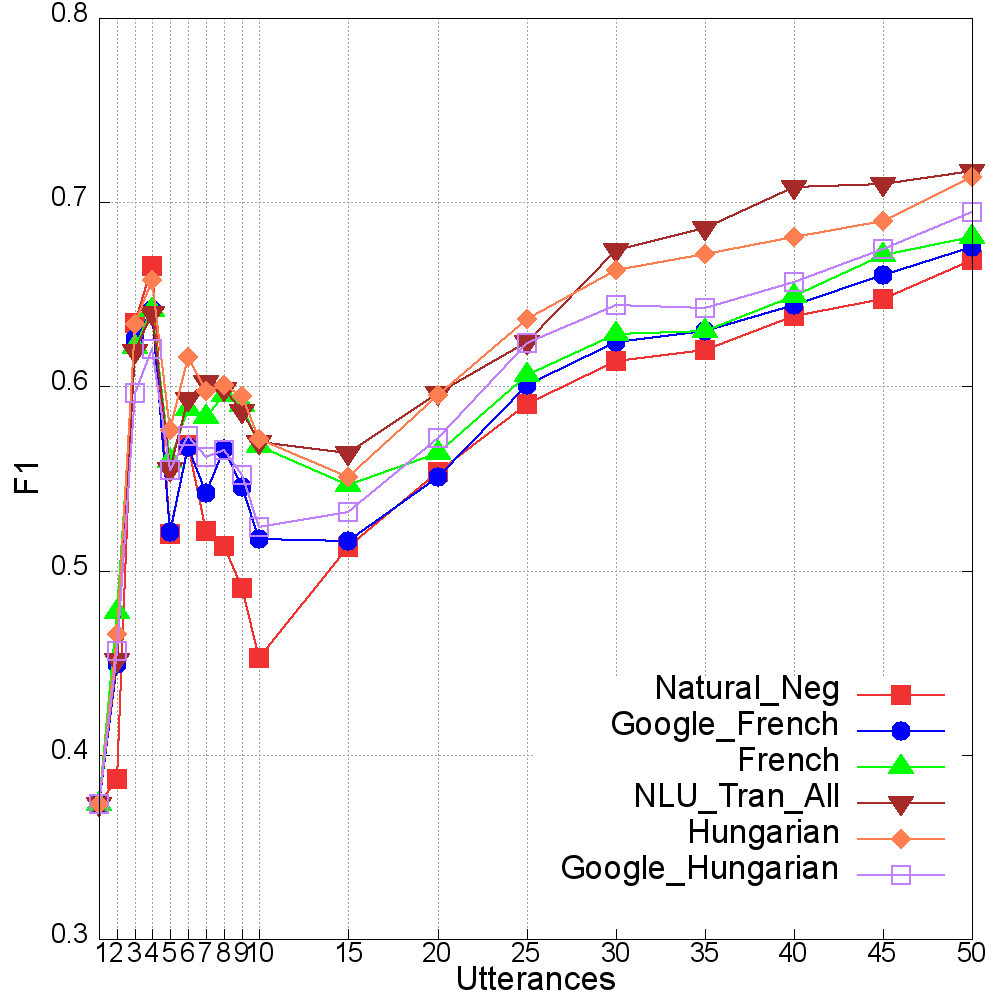 0.8
0.7
0.6
0.5
0.4
0.3
F1
Natural_Neg
Google_French
French
NLU_Tran_All
Hungarian
Google_Hungarian
1 2 3 4 5 6 7 8 9 10 15 20 25 30 35 40 45 50
Utterances